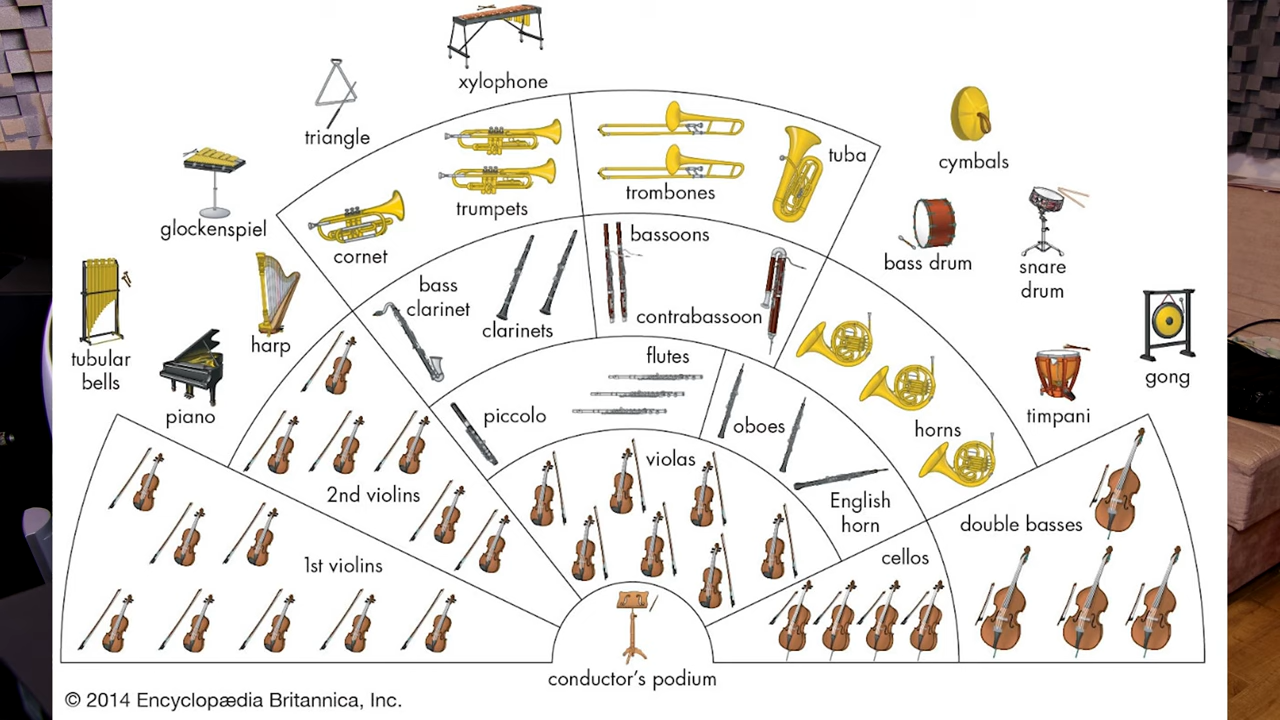 xylophone
triangle
cymbals
tuba
trombones
trumpets
glockenspiel
cornet
bassoons
bass drum
snare
drum
bass
clarinet
clarinets
contrabassoon
harp
tubular
bells
piano
flutes
piccolo
oboes
horns
timpani
gong
violas
2nd violins
English
horn
double basses
1st violins
cellos
conductor's podium
© 2014 Encyclopædia Britannica, Inc.